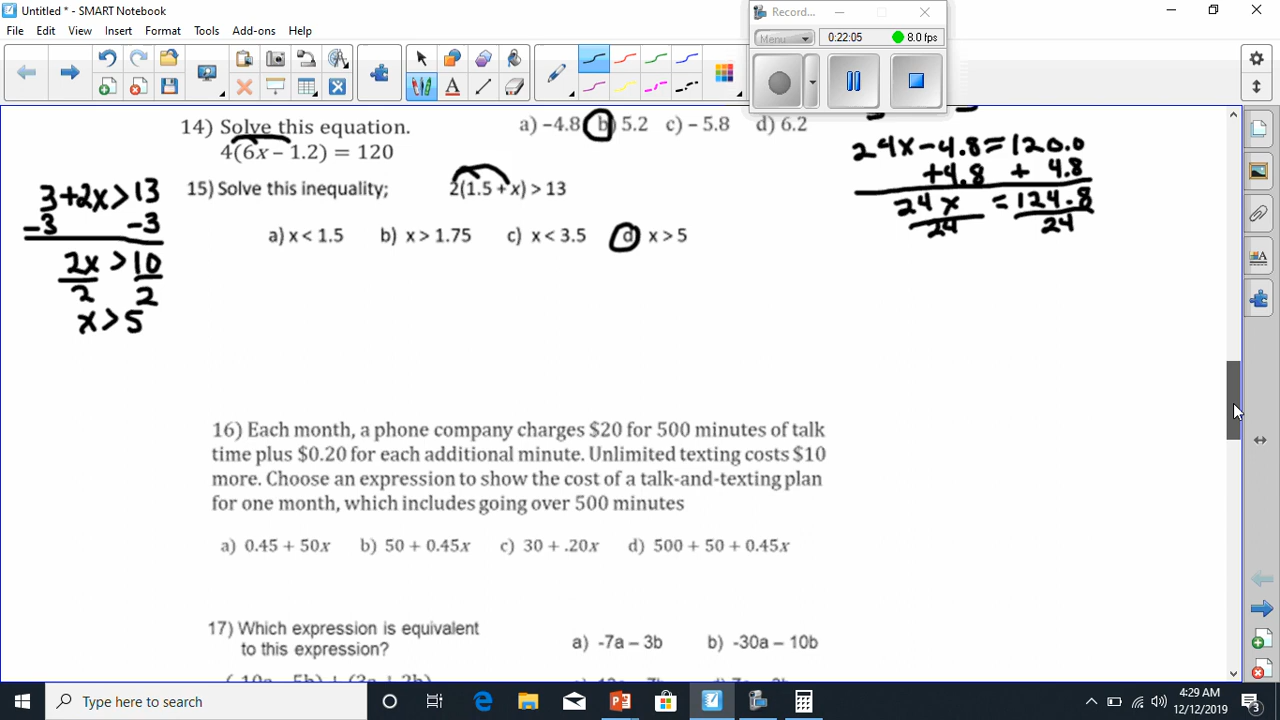 Untitled * - SMART Notebook
Record...
File Edit View Insert Format Tools Add-ons Help
Menu 0:22:05 8.0 fps
14) Solve this equation. a) −4.8 b) 5.2 c) − 5.8 d) 6.2
4(6x − 1.2) = 120
24x-4.8=120.0
+4.8 + 4.8
24x = 124.8
24 24
15) Solve this inequality; 2(1.5 + x) > 13
a) x < 1.5 b) x > 1.75 c) x < 3.5 d x > 5
3+2x>13
-3 -3
2x >10
2 2
x>5
16) Each month, a phone company charges $20 for 500 minutes of talk
time plus $0.20 for each additional minute. Unlimited texting costs $10
more. Choose an expression to show the cost of a talk-and-texting plan
for one month, which includes going over 500 minutes
a) 0.45 + 50x b) 50 + 0.45x c) 30 + .20x d) 500 + 50 + 0.45x
17) Which expression is equivalent
to this expression?
a) -7a – 3b b) -30a – 10b
Type here to search
4:29 AM
12/12/2019
3